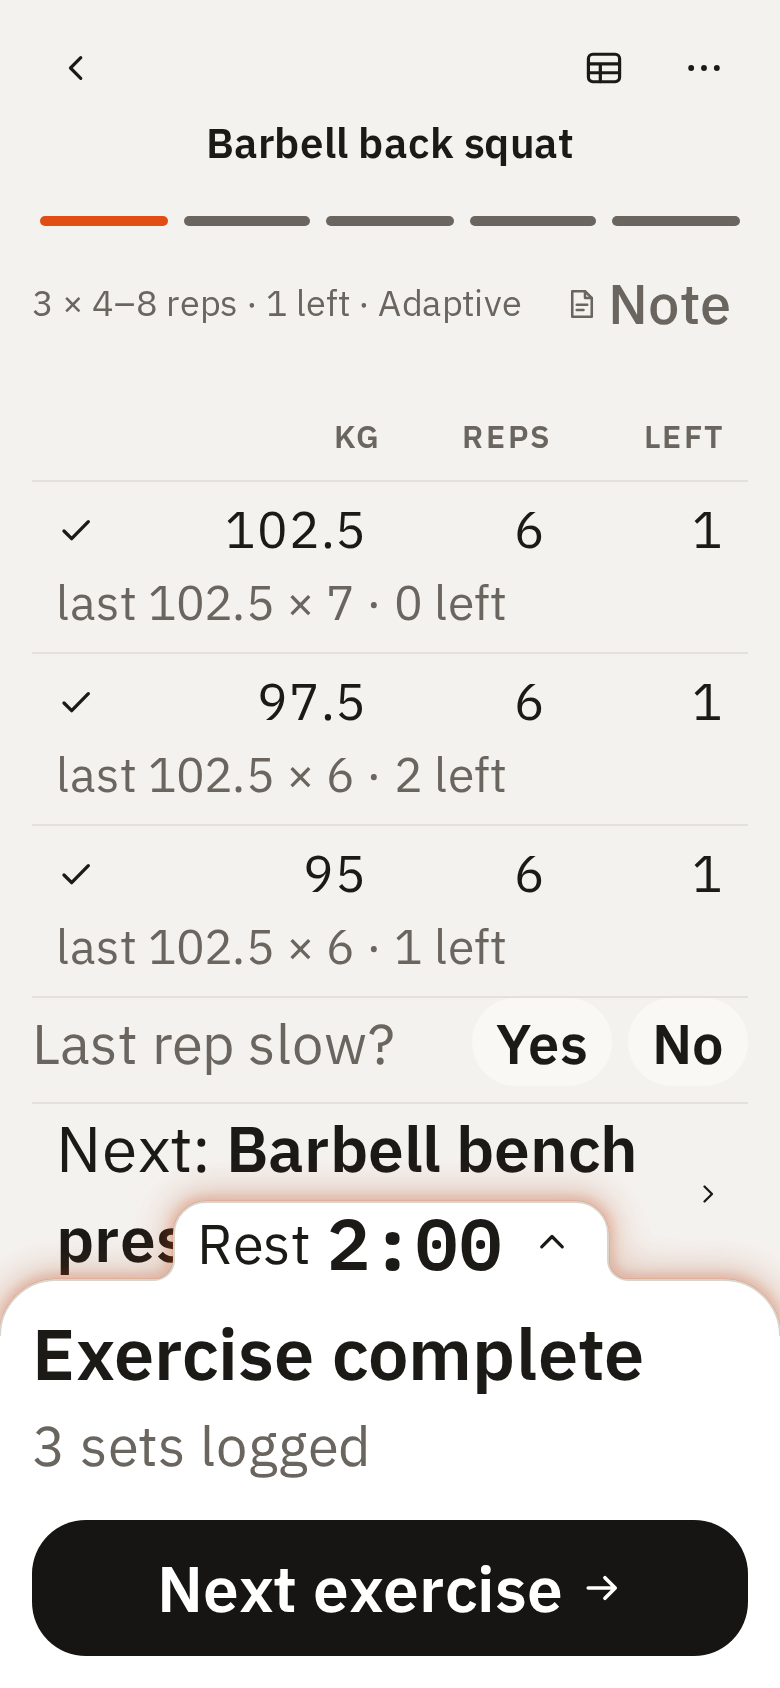 Barbell back squat
3 × 4–8 reps · 1 left · Adaptive Note
KG REPS LEFT
102.5 6 1
last 102.5 × 7 · 0 left
97.5 6 1
last 102.5 × 6 · 2 left
95 6 1
last 102.5 × 6 · 1 left
Last rep slow? Yes No
Next: Barbell bench
Rest 2:00
Exercise complete
3 sets logged
Next exercise →